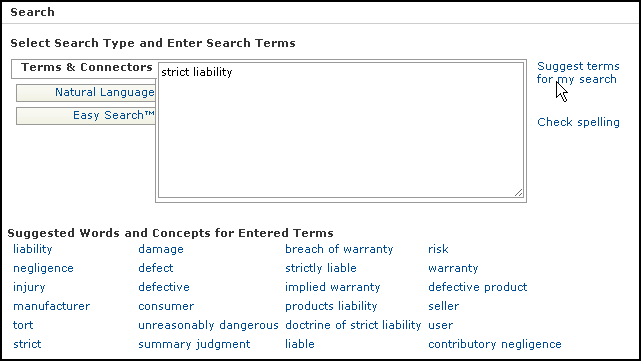 Search
Select Search Type and Enter Search Terms
Terms & Connectors
Natural Language
Easy Search™
strict liability
Suggest terms
for my search
Check spelling
Suggested Words and Concepts for Entered Terms
liability damage breach of warranty risk
negligence defect strictly liable warranty
injury defective implied warranty defective product
manufacturer consumer products liability seller
tort unreasonably dangerous doctrine of strict liability user
strict summary judgment liable contributory negligence